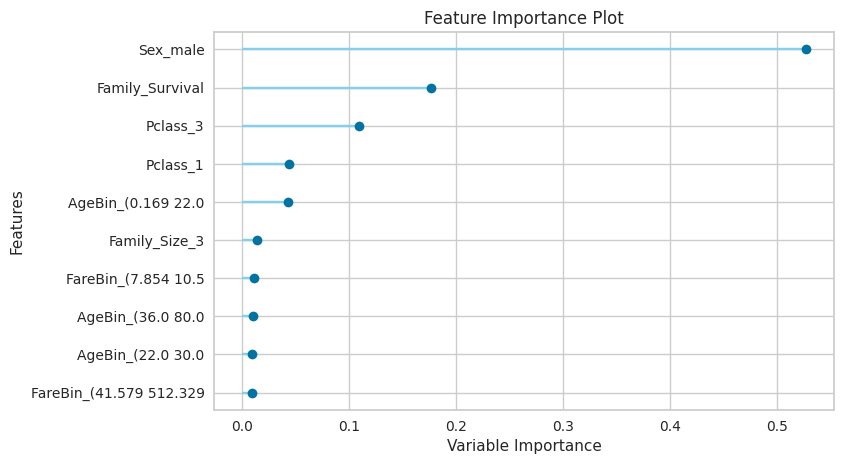 Feature Importance Plot
Sex_male
Family_Survival
Pclass_3
Pclass_1
AgeBin_(0.169 22.0
Family_Size_3
FareBin_(7.854 10.5
AgeBin_(36.0 80.0
AgeBin_(22.0 30.0
FareBin_(41.579 512.329
Features
0.0 0.1 0.2 0.3 0.4 0.5
Variable Importance